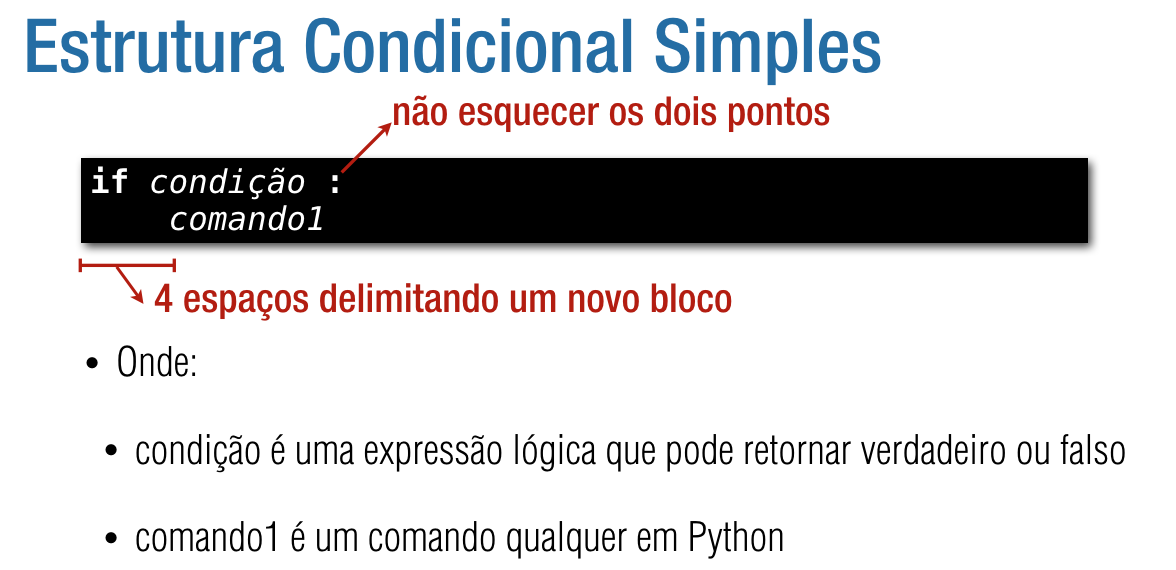 Estrutura Condicional Simples
não esquecer os dois pontos
if condição :
    comando1
4 espaços delimitando um novo bloco
• Onde:
• condição é uma expressão lógica que pode retornar verdadeiro ou falso
• comando1 é um comando qualquer em Python